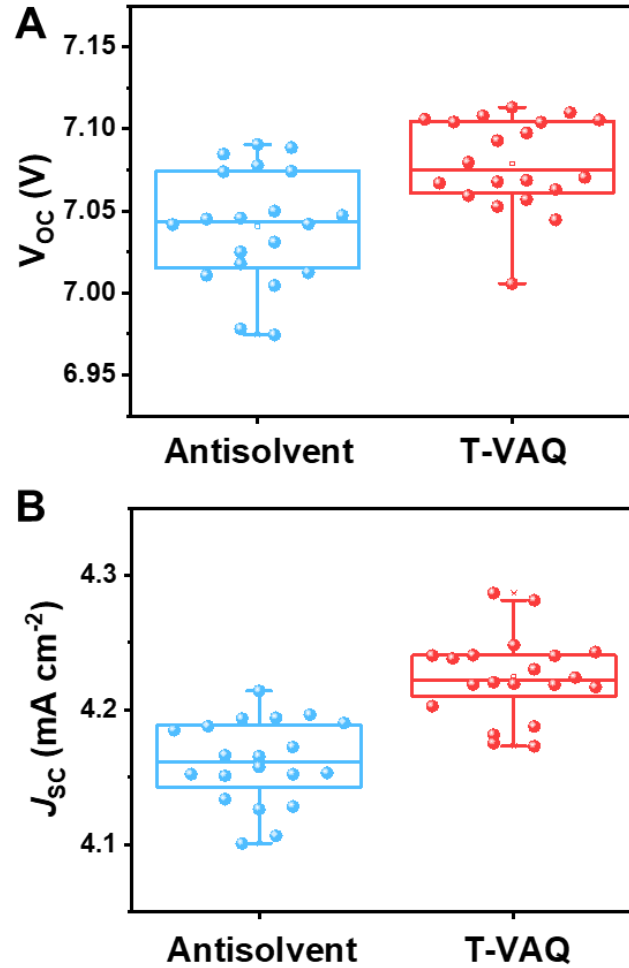 A
7.15
7.10
7.05
7.00
6.95
VOC (V)
Antisolvent T-VAQ
B
4.3
4.2
4.1
JSC (mA cm-2)
Antisolvent T-VAQ